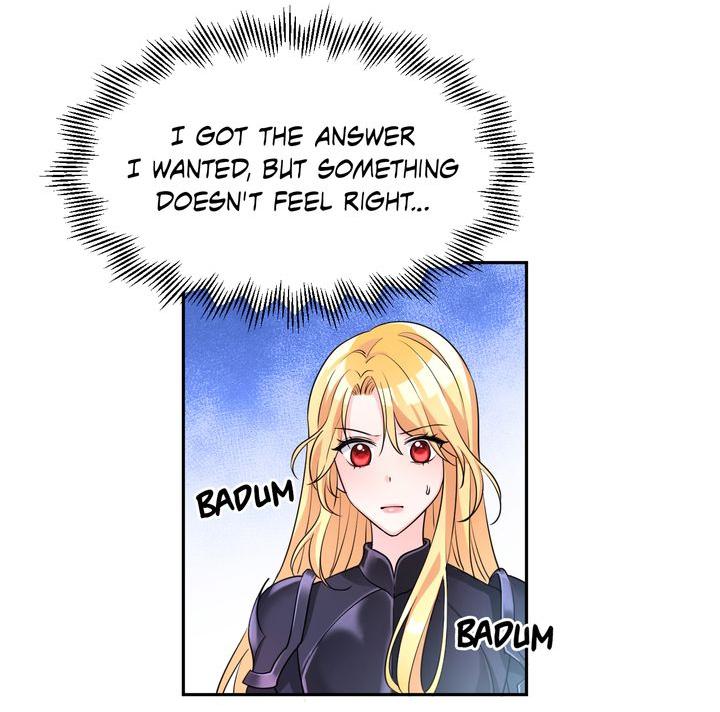 I GOT THE ANSWER
I WANTED, BUT SOMETHING
DOESN'T FEEL RIGHT...
BADUM
BADUM